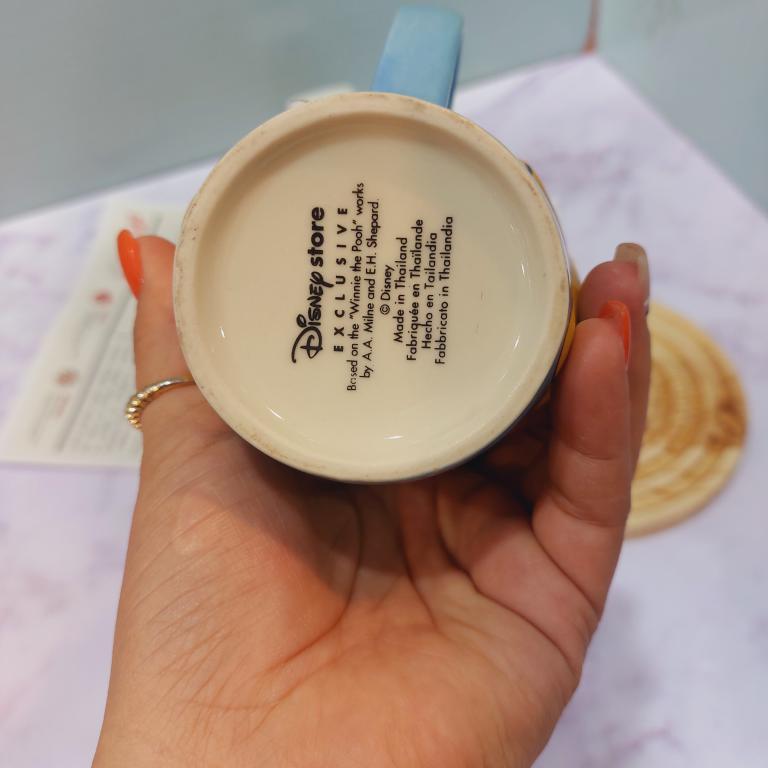 Disney store
EXCLUSIVE
Based on the "Winnie the Pooh" works
by A.A. Milne and E.H. Shepard.
© Disney
Made in Thailand
Fabriquée en Thaïlande
Hecho en Tailandia
Fabbricato in Thailandia